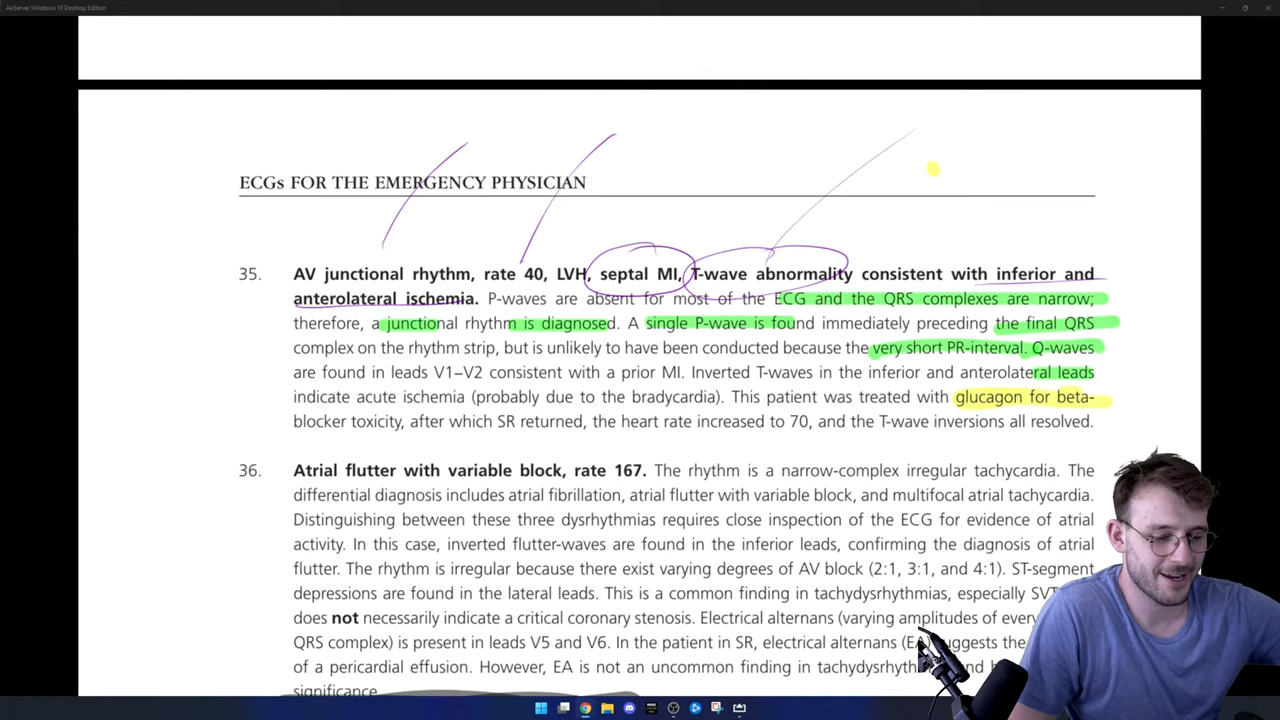 AirServer Windows 10 Desktop Edition
ECGs FOR THE EMERGENCY PHYSICIAN
35. AV junctional rhythm, rate 40, LVH, septal MI, T-wave abnormality consistent with inferior and
anterolateral ischemia. P-waves are absent for most of the ECG and the QRS complexes are narrow;
therefore, a junctional rhythm is diagnosed. A single P-wave is found immediately preceding the final QRS
complex on the rhythm strip, but is unlikely to have been conducted because the very short PR-interval. Q-waves
are found in leads V1–V2 consistent with a prior MI. Inverted T-waves in the inferior and anterolateral leads
indicate acute ischemia (probably due to the bradycardia). This patient was treated with glucagon for beta-
blocker toxicity, after which SR returned, the heart rate increased to 70, and the T-wave inversions all resolved.
36. Atrial flutter with variable block, rate 167. The rhythm is a narrow-complex irregular tachycardia. The
differential diagnosis includes atrial fibrillation, atrial flutter with variable block, and multifocal atrial tachycardia.
Distinguishing between these three dysrhythmias requires close inspection of the ECG for evidence of atrial
activity. In this case, inverted flutter-waves are found in the inferior leads, confirming the diagnosis of atrial
flutter. The rhythm is irregular because there exist varying degrees of AV block (2:1, 3:1, and 4:1). ST-segment
depressions are found in the lateral leads. This is a common finding in tachydysrhythmias, especially
does not necessarily indicate a critical coronary stenosis. Electrical alternans (varying amplitudes of
QRS complex) is present in leads V5 and V6. In the patient in SR, electrical alternans
of a pericardial effusion. However, EA is not an uncommon finding in
significance.